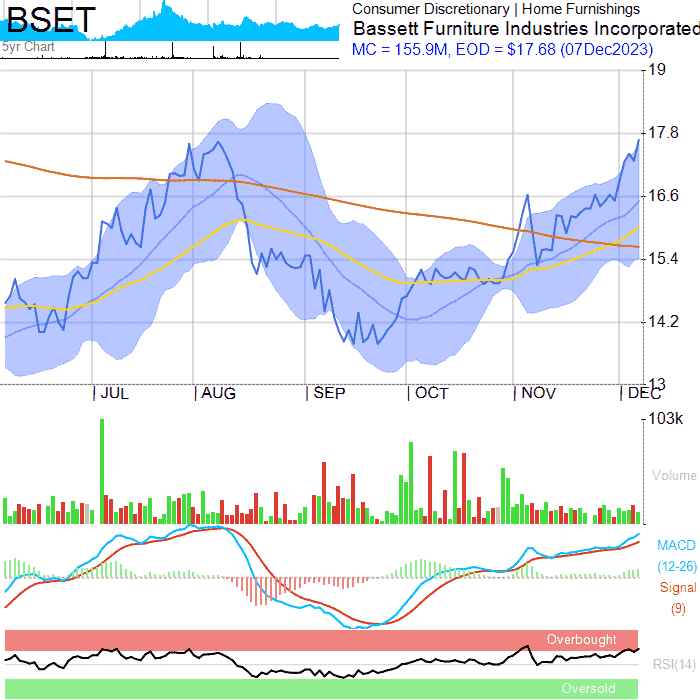 BSET
Consumer Discretionary | Home Furnishings
Bassett Furniture Industries Incorporated
MC = 155.9M, EOD = $17.68 (07Dec2023)
5yr Chart
19
17.8
16.6
15.4
14.2
13
| JUL | AUG | SEP | OCT | NOV | DEC
103k
Volume
MACD
(12-26)
Signal
(9)
Overbought
RSI(14)
Oversold